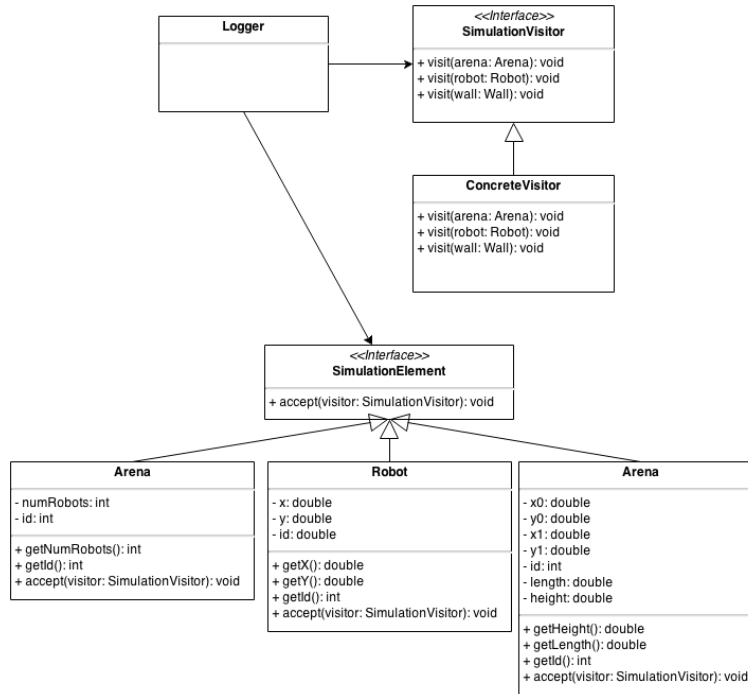 Logger
<<Interface>>
SimulationVisitor
+ visit(arena: Arena): void
+ visit(robot: Robot): void
+ visit(wall: Wall): void
ConcreteVisitor
+ visit(arena: Arena): void
+ visit(robot: Robot): void
+ visit(wall: Wall): void
<<Interface>>
SimulationElement
+ accept(visitor: SimulationVisitor): void
Arena
- numRobots: int
- id: int
+ getNumRobots(): int
+ getId(): int
+ accept(visitor: SimulationVisitor): void
Robot
- x: double
- y: double
- id: double
+ getX(): double
+ getY(): double
+ getId(): int
+ accept(visitor: SimulationVisitor): void
Arena
- x0: double
- y0: double
- x1: double
- y1: double
- id: int
- length: double
- height: double
+ getHeight(): double
+ getLength(): double
+ getId(): int
+ accept(visitor: SimulationVisitor): void